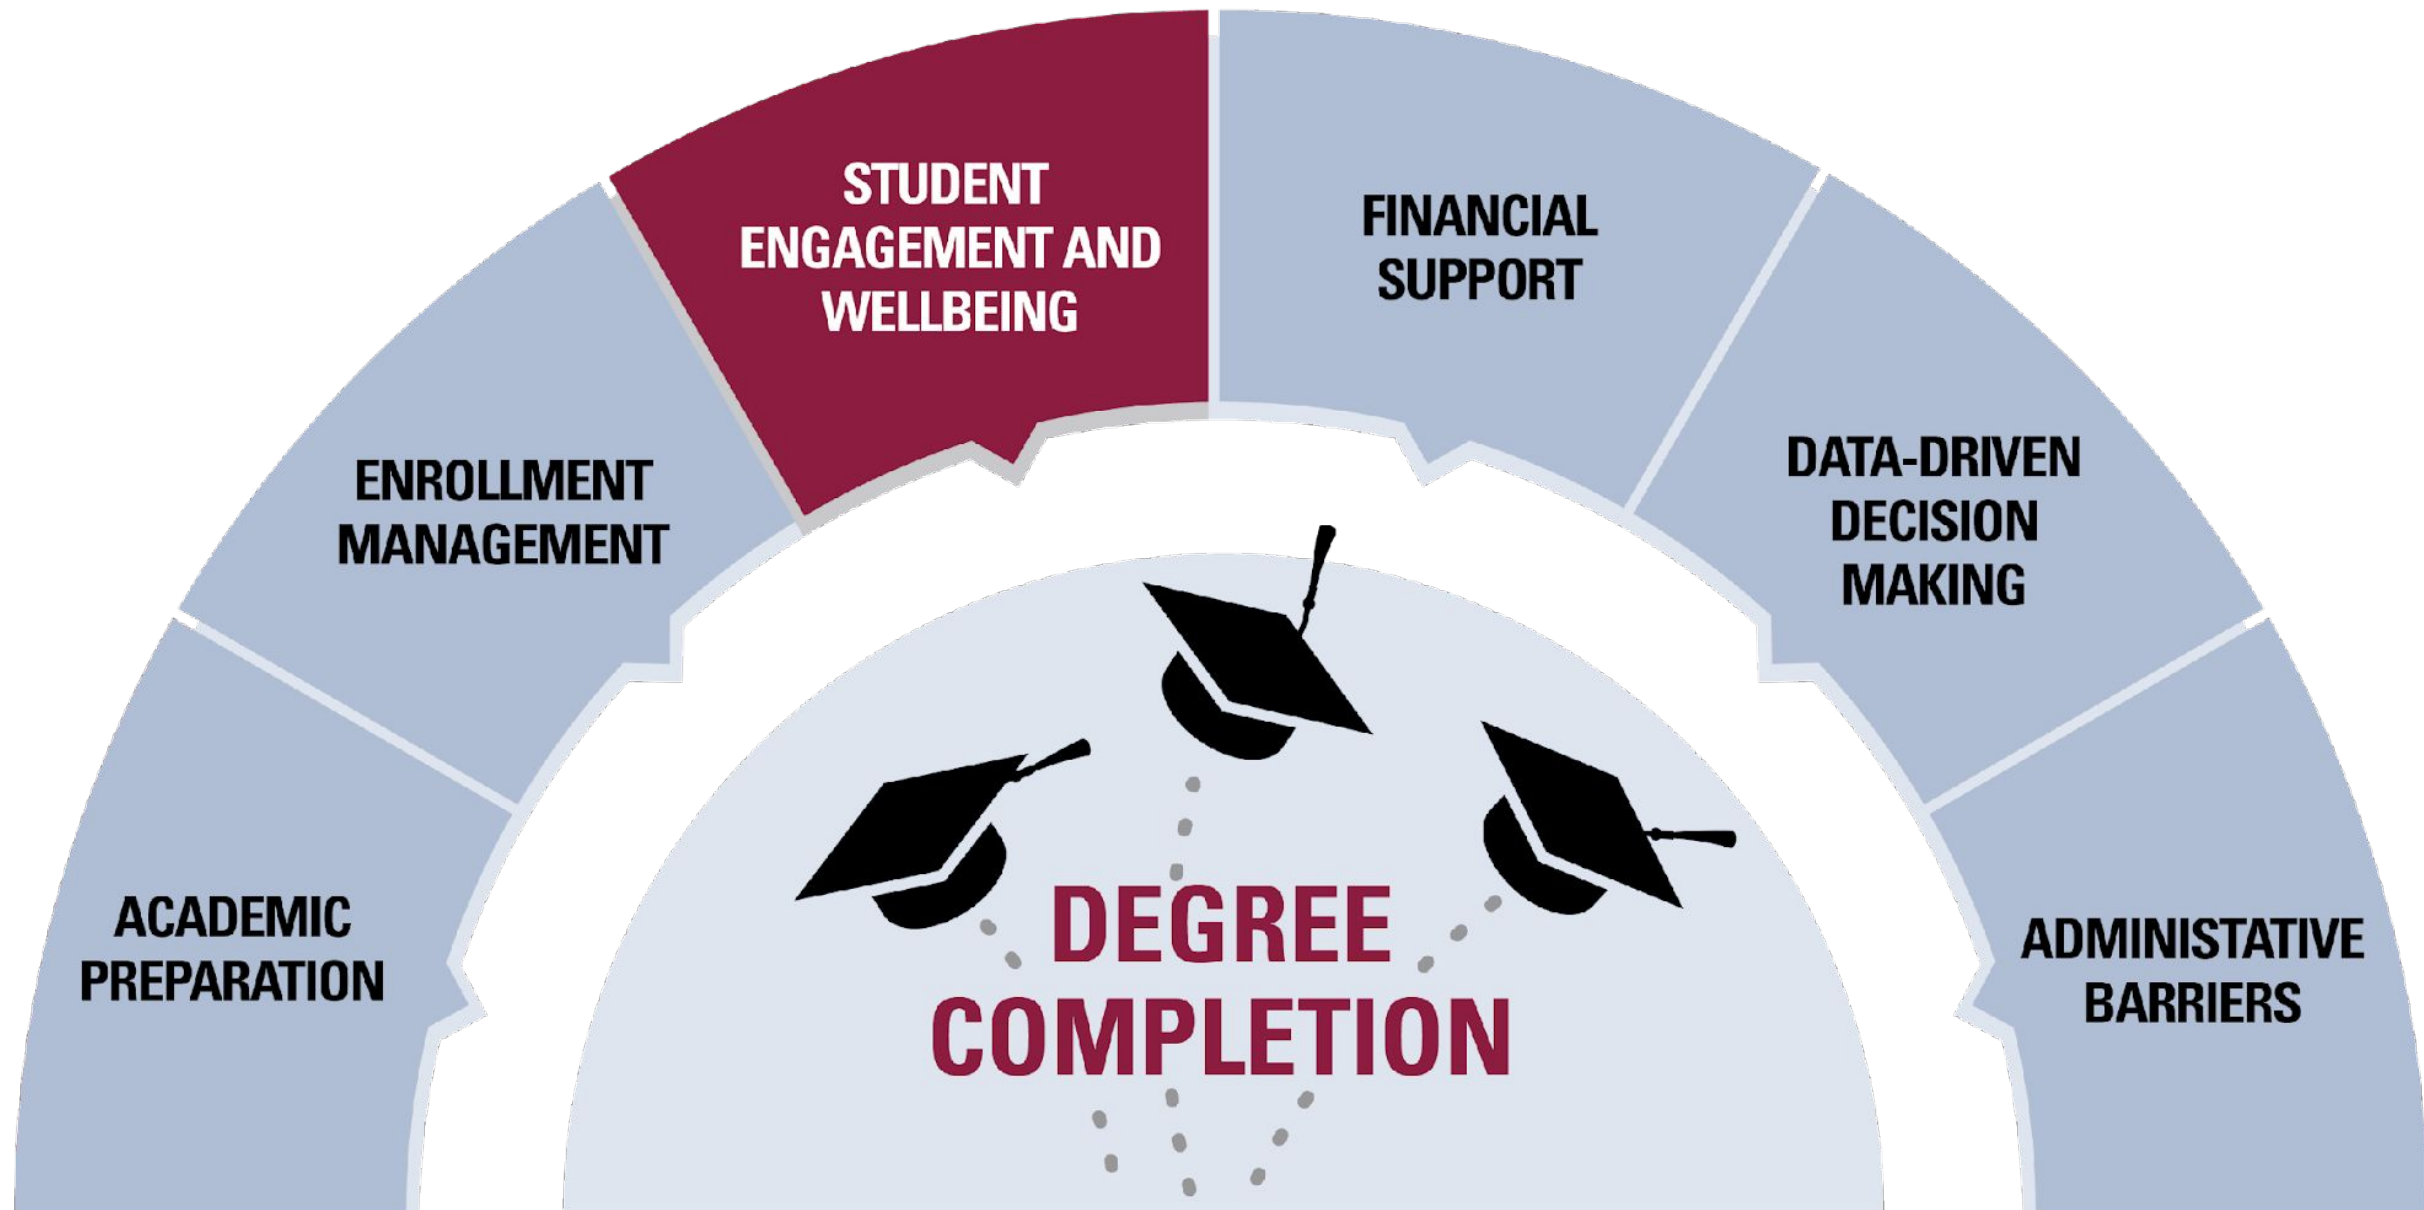 ACADEMIC
PREPARATION
ENROLLMENT
MANAGEMENT
STUDENT
ENGAGEMENT AND
WELLBEING
FINANCIAL
SUPPORT
DATA-DRIVEN
DECISION
MAKING
ADMINISTATIVE
BARRIERS
DEGREE
COMPLETION